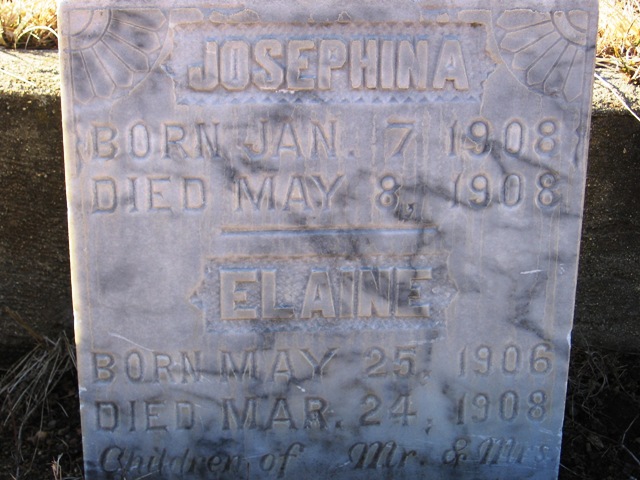 JOSEPHINA
BORN JAN. 7 1908
DIED MAY 8, 1908
ELAINE
BORN MAY 25, 1906
DIED MAR. 24, 1908
Children of Mr. & Mrs.